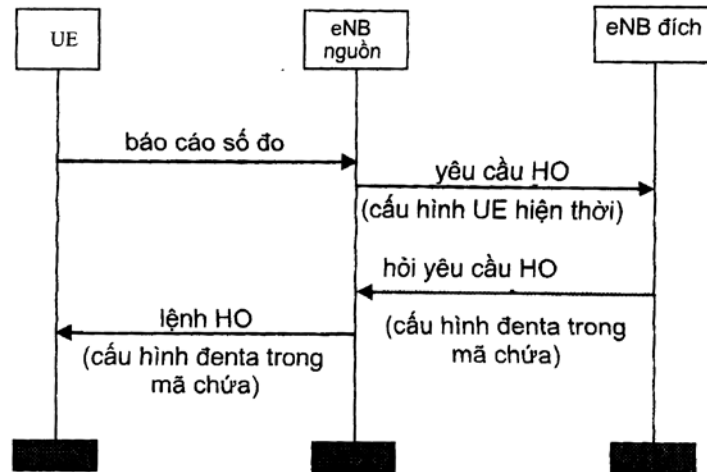 UE
eNB
nguồn
eNB đích
báo cáo số đo
yêu cầu HO
(cấu hình UE hiện thời)
hỏi yêu cầu HO
(cấu hình đenta trong
mã chứa)
lệnh HO
(cấu hình đenta trong
mã chứa)